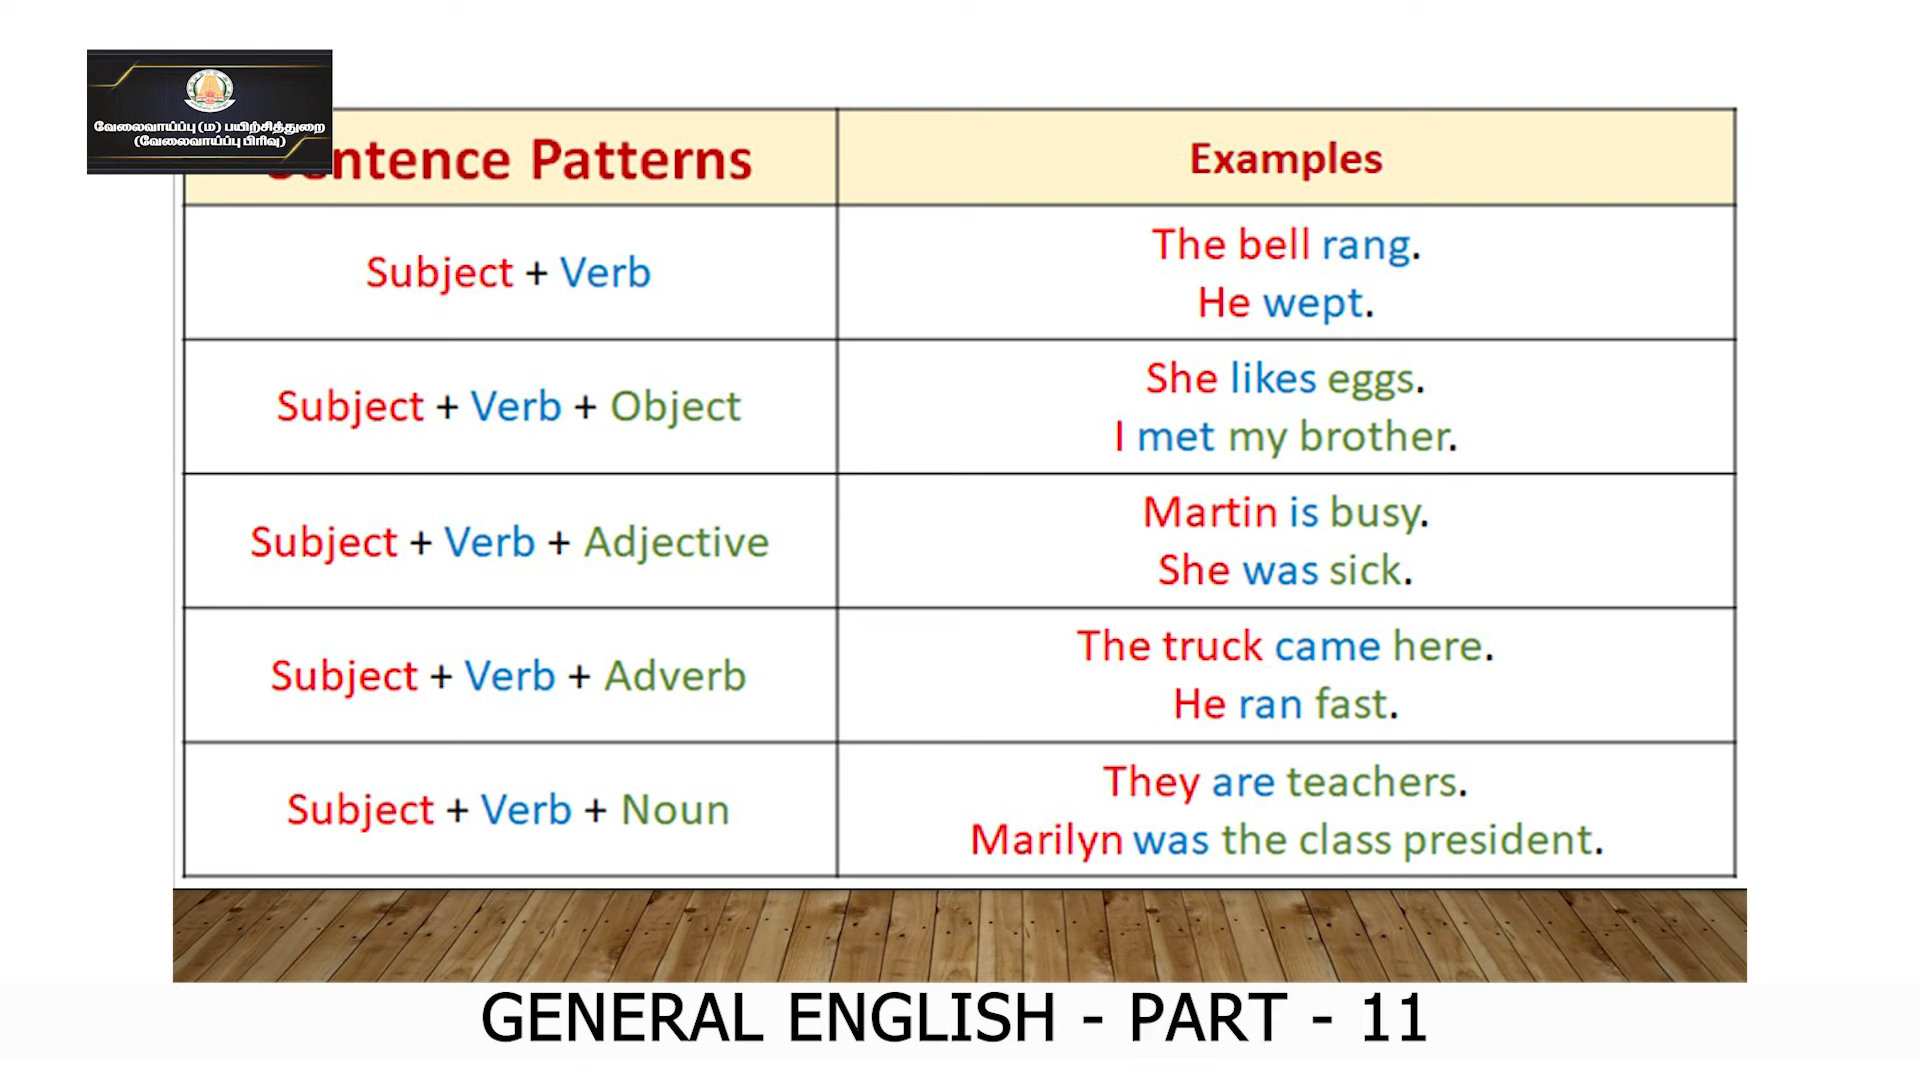 வேலைவாய்ப்பு (ம) பயிற்சித்துறை
(வேலைவாய்ப்பு பிரிவு)
Sentence Patterns
Examples
Subject + Verb
The bell rang.
He wept.
Subject + Verb + Object
She likes eggs.
I met my brother.
Subject + Verb + Adjective
Martin is busy.
She was sick.
Subject + Verb + Adverb
The truck came here.
He ran fast.
Subject + Verb + Noun
They are teachers.
Marilyn was the class president.
GENERAL ENGLISH - PART - 11